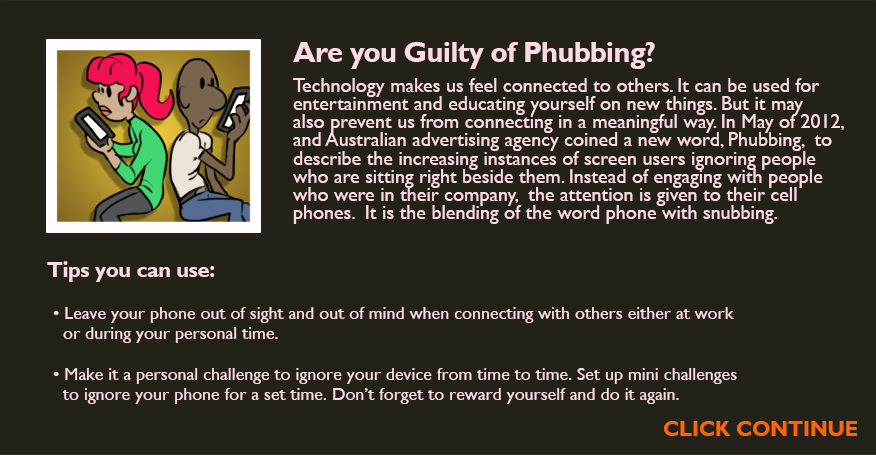 Are you Guilty of Phubbing?
Technology makes us feel connected to others. It can be used for
entertainment and educating yourself on new things. But it may
also prevent us from connecting in a meaningful way. In May of 2012,
and Australian advertising agency coined a new word, Phubbing,  to
describe the increasing instances of screen users ignoring people
who are sitting right beside them. Instead of engaging with people
who were in their company,  the attention is given to their cell
phones.  It is the blending of the word phone with snubbing.
Tips you can use:
• Leave your phone out of sight and out of mind when connecting with others either at work
or during your personal time.
• Make it a personal challenge to ignore your device from time to time. Set up mini challenges
to ignore your phone for a set time. Don't forget to reward yourself and do it again.
CLICK CONTINUE